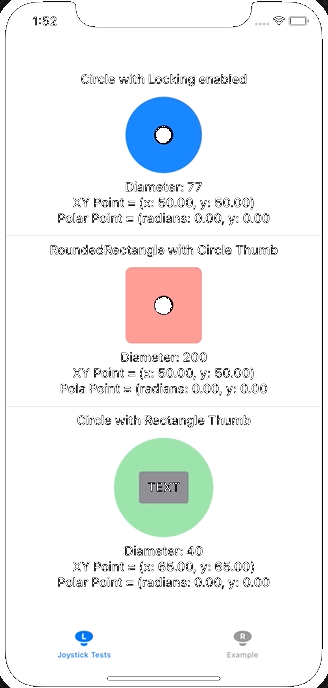 1:52
Circle with Locking enabled
Diameter: 77
XY Point = (x: 50.00, y: 50.00)
Polar Point = (radians: 0.00, y: 0.00
RoundedRectangle with Circle Thumb
Diameter: 200
XY Point = (x: 50.00, y: 50.00)
Pola Point = (radians: 0.00, y: 0.00
Circle with Rectangle Thumb
TEXT
Diameter: 40
XY Point = (x: 65.00, y: 65.00)
Polar Point = (radians: 0.00, y: 0.00
L
Joystick Tests
R
Example